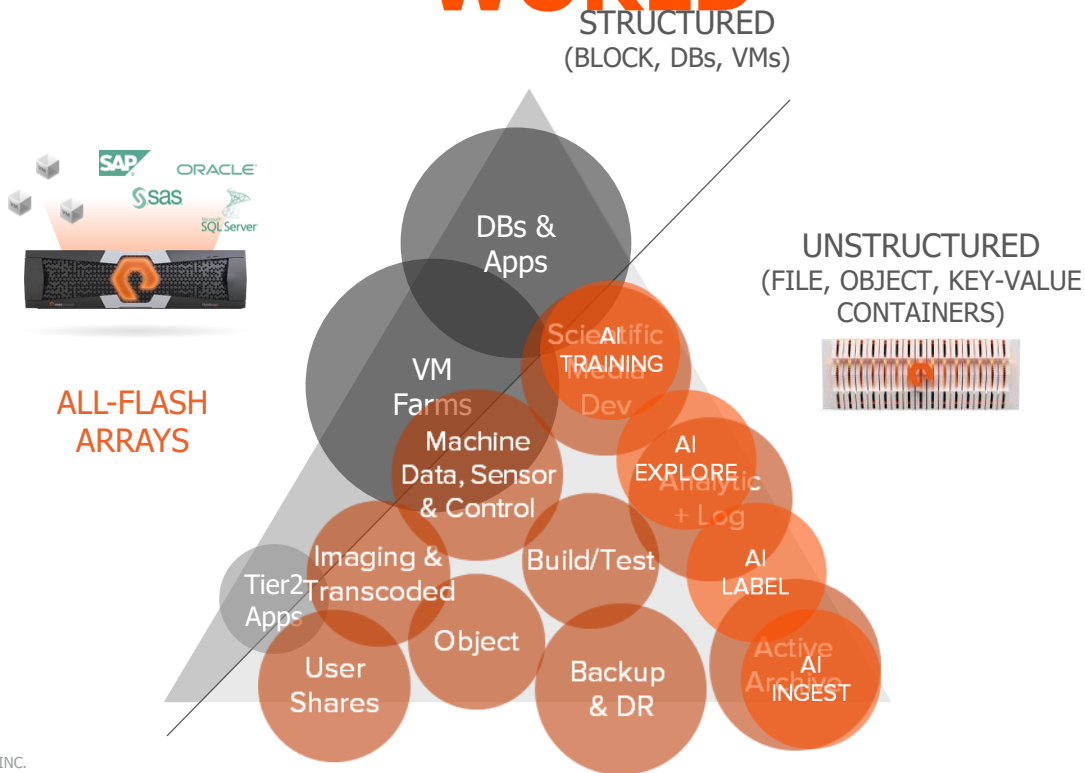 WORLD
STRUCTURED
(BLOCK, DBs, VMs)
SAP
ORACLE
sas
Microsoft
SQL Server
DBs &
Apps
UNSTRUCTURED
(FILE, OBJECT, KEY-VALUE
CONTAINERS)
ALL-FLASH
ARRAYS
VM
Farms
Scientific
Media
Dev
AI
TRAINING
Machine
Data, Sensor
& Control
AI
EXPLORE
Analytic
+ Log
Imaging &
Transcoded
Build/Test
AI
LABEL
Tier2
Apps
Object
User
Shares
Backup
& DR
Active
Archive
AI
INGEST
INC.